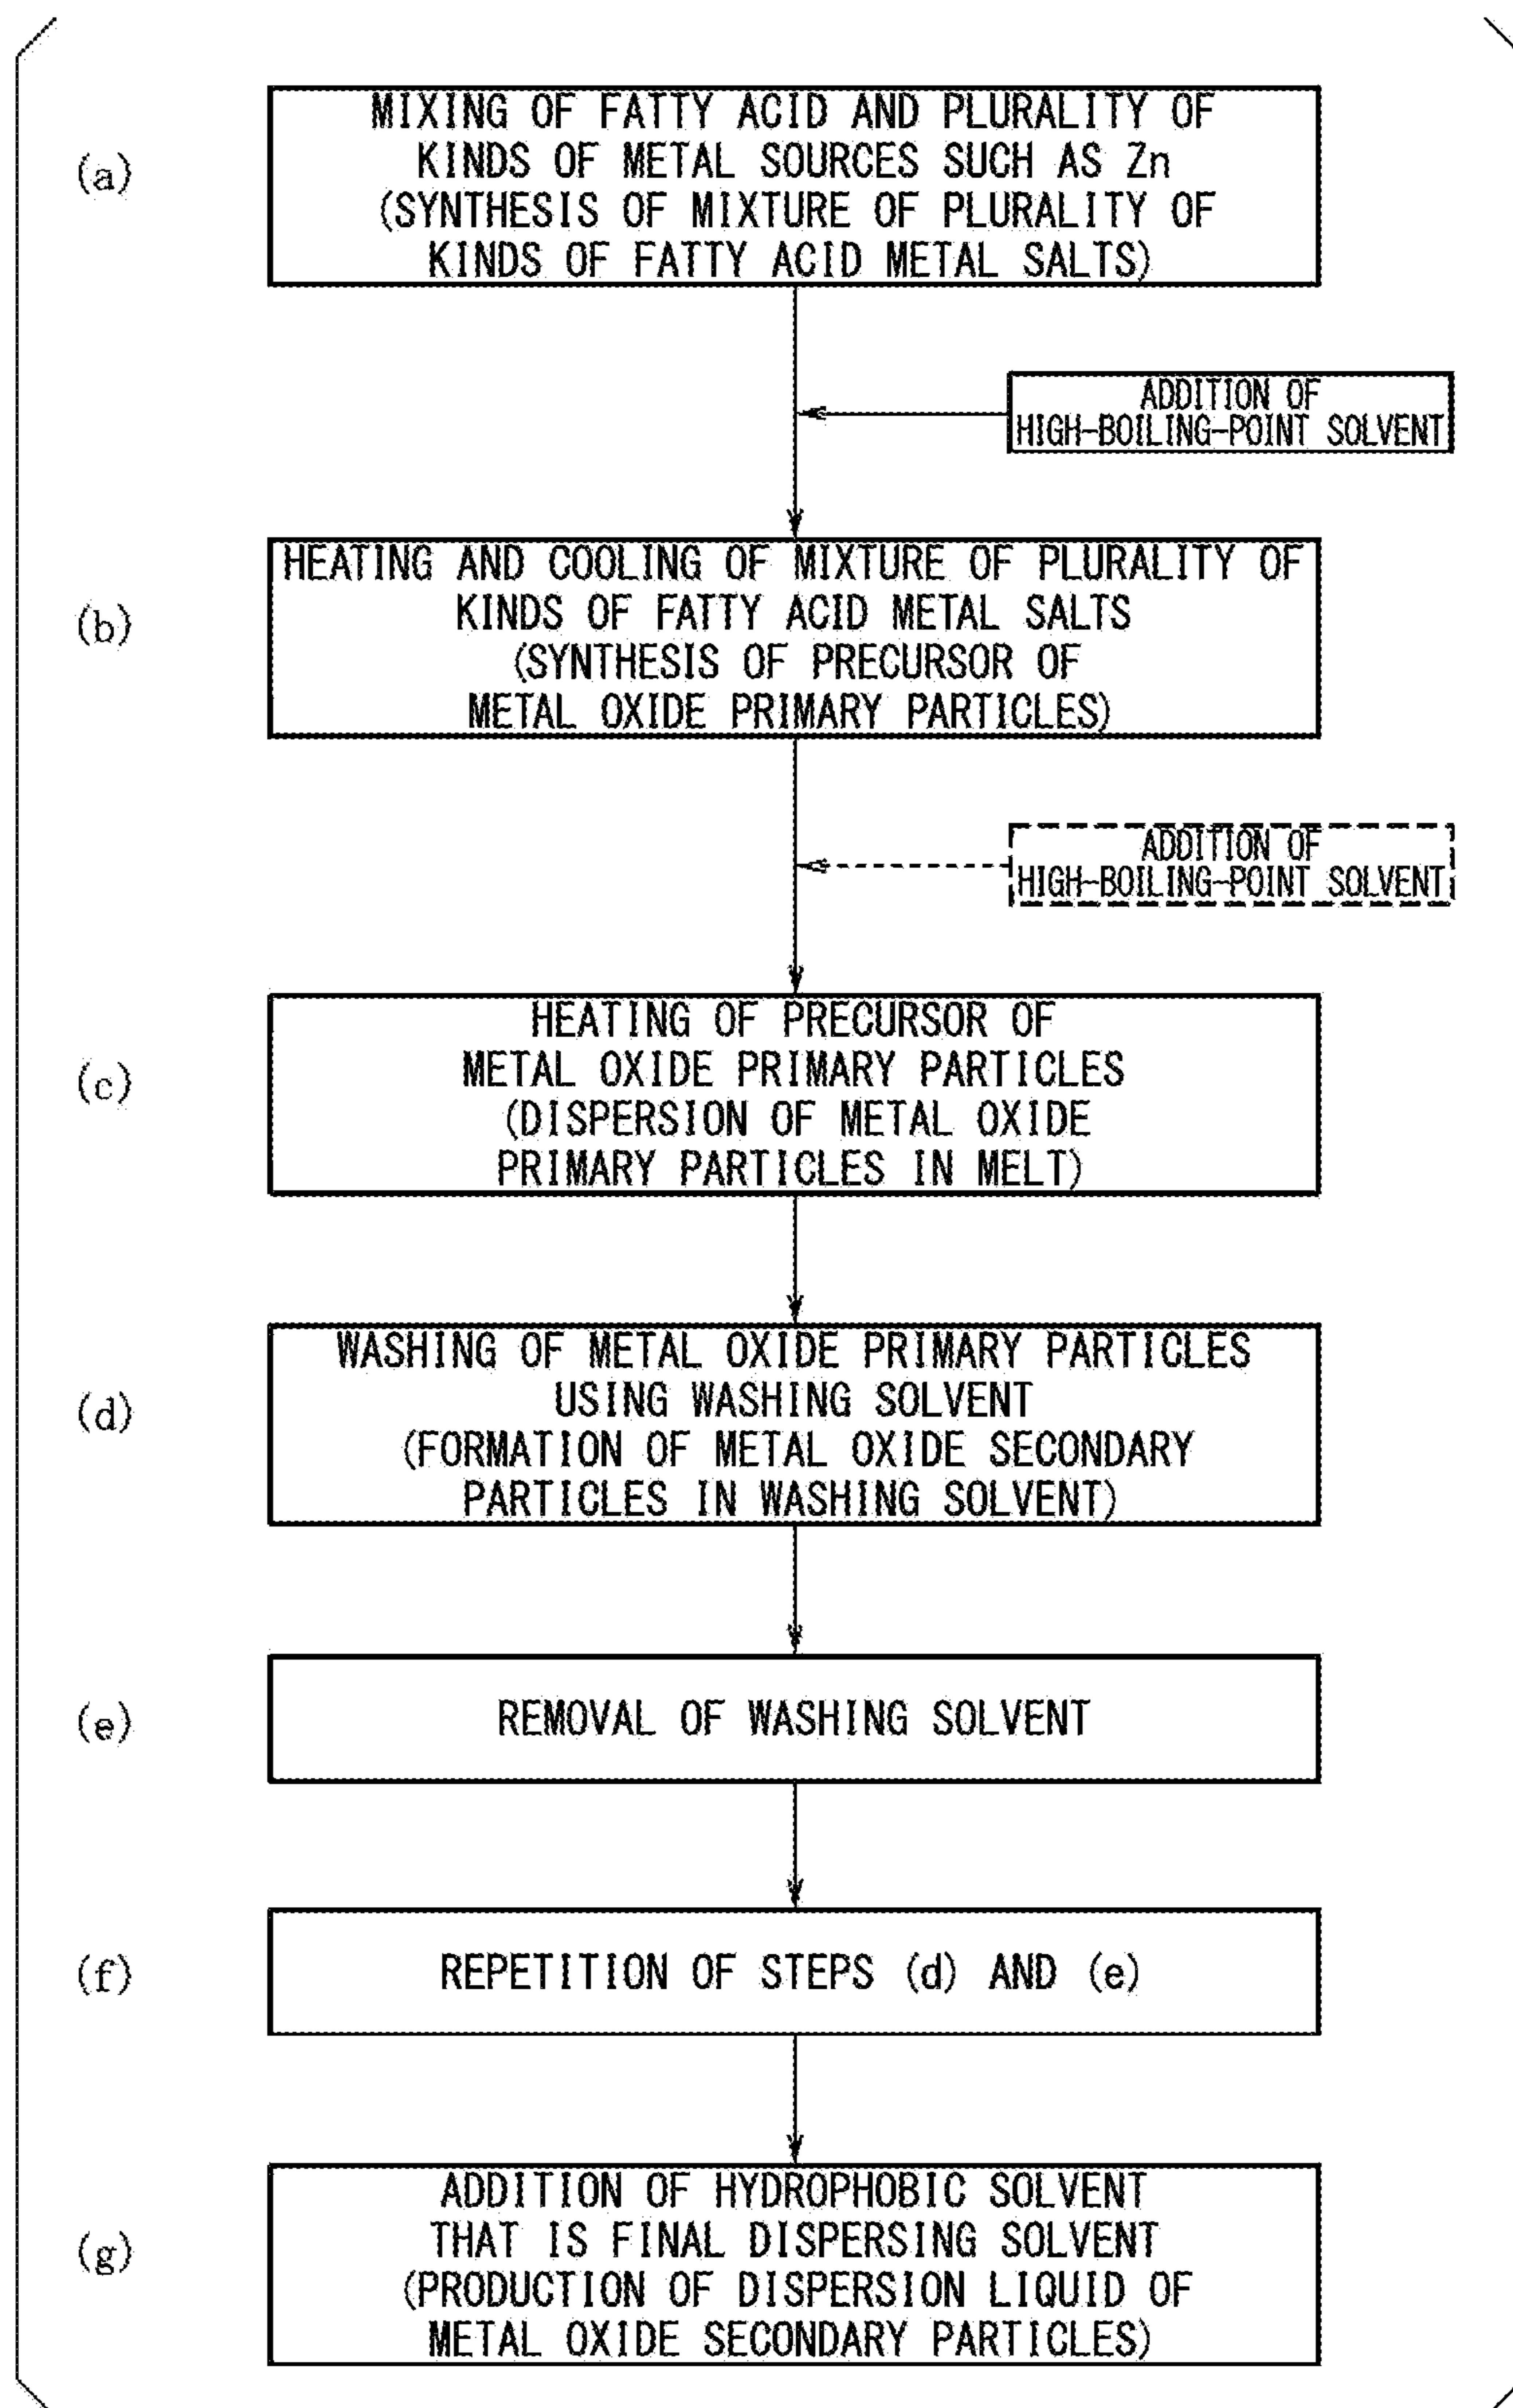 (a)
MIXING OF FATTY ACID AND PLURALITY OF
KINDS OF METAL SOURCES SUCH AS Zn
(SYNTHESIS OF MIXTURE OF PLURALITY OF
KINDS OF FATTY ACID METAL SALTS)
ADDITION OF
HIGH-BOILING-POINT SOLVENT
(b)
HEATING AND COOLING OF MIXTURE OF PLURALITY OF
KINDS OF FATTY ACID METAL SALTS
(SYNTHESIS OF PRECURSOR OF
METAL OXIDE PRIMARY PARTICLES)
ADDITION OF
HIGH-BOILING-POINT SOLVENT
(c)
HEATING OF PRECURSOR OF
METAL OXIDE PRIMARY PARTICLES
(DISPERSION OF METAL OXIDE
PRIMARY PARTICLES IN MELT)
(d)
WASHING OF METAL OXIDE PRIMARY PARTICLES
USING WASHING SOLVENT
(FORMATION OF METAL OXIDE SECONDARY
PARTICLES IN WASHING SOLVENT)
(e)
REMOVAL OF WASHING SOLVENT
(f)
REPETITION OF STEPS (d) AND (e)
(g)
ADDITION OF HYDROPHOBIC SOLVENT
THAT IS FINAL DISPERSING SOLVENT
(PRODUCTION OF DISPERSION LIQUID OF
METAL OXIDE SECONDARY PARTICLES)